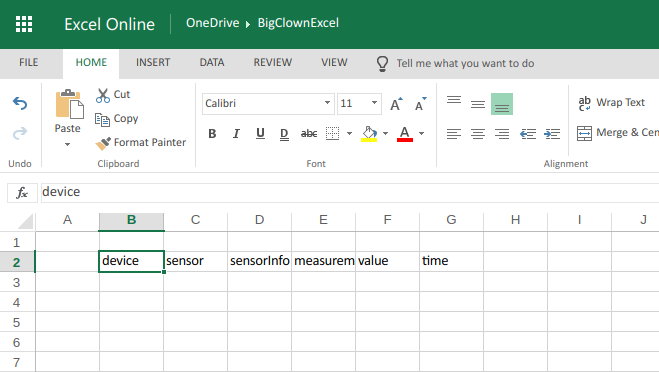 Excel Online OneDrive ▸ BigClownExcel
FILE HOME INSERT DATA REVIEW VIEW Tell me what you want to do
Cut
Copy
Format Painter
Paste
Calibri 11 A A
B I U D abc A
ab Wrap Text
Merge & Cen
Undo Clipboard Font Alignment
fx device
A B C D E F G H I J
1
2 device sensor sensorInfo measurem value time
3
4
5
6
7